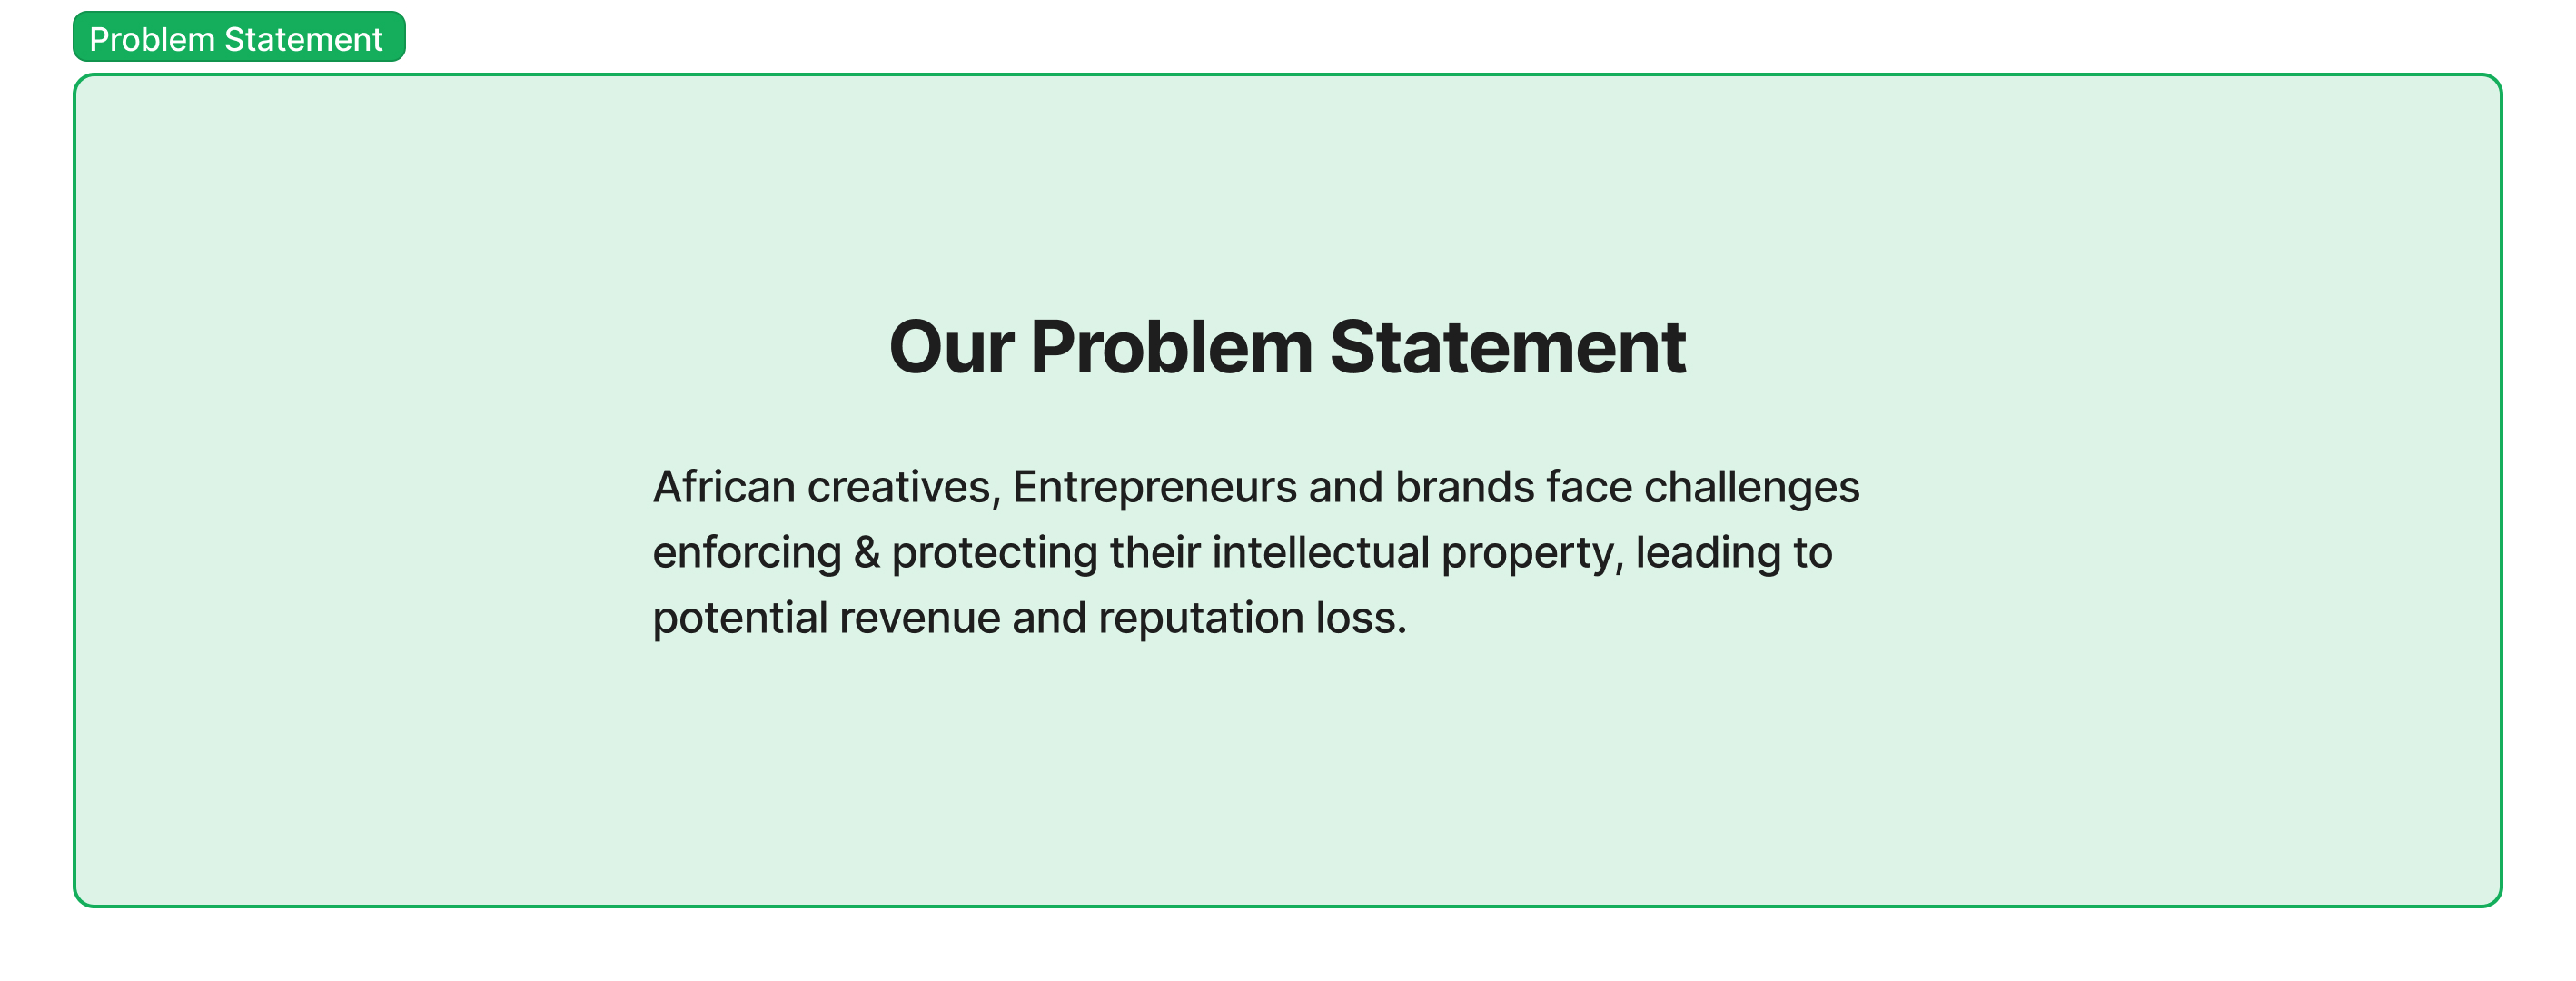 Problem Statement
Our Problem Statement
African creatives, Entrepreneurs and brands face challenges
enforcing & protecting their intellectual property, leading to
potential revenue and reputation loss.